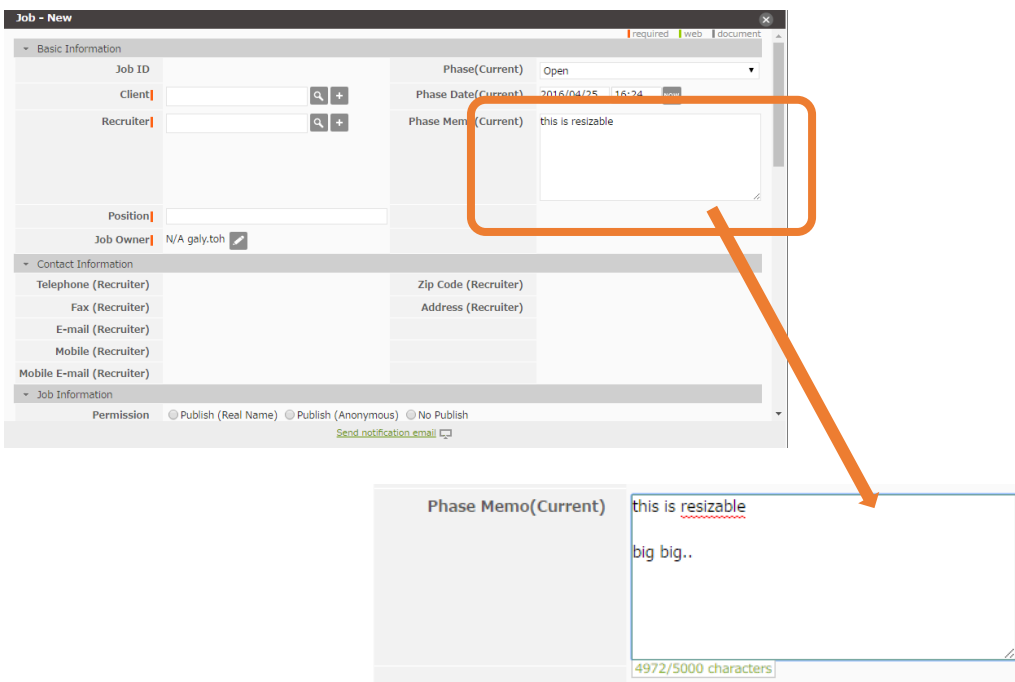 Job - New
required web document
Basic Information
Job ID Phase(Current) Open
Client Phase Date(Current) 2016/04/25 16:24
Recruiter Phase Memo(Current) this is resizable
Position
Job Owner N/A galy.toh
Contact Information
Telephone (Recruiter) Zip Code (Recruiter)
Fax (Recruiter) Address (Recruiter)
E-mail (Recruiter)
Mobile (Recruiter)
Mobile E-mail (Recruiter)
Job Information
Permission Publish (Real Name) Publish (Anonymous) No Publish
Send notification email
Phase Memo(Current) this is resizable
big big..
4972/5000 characters